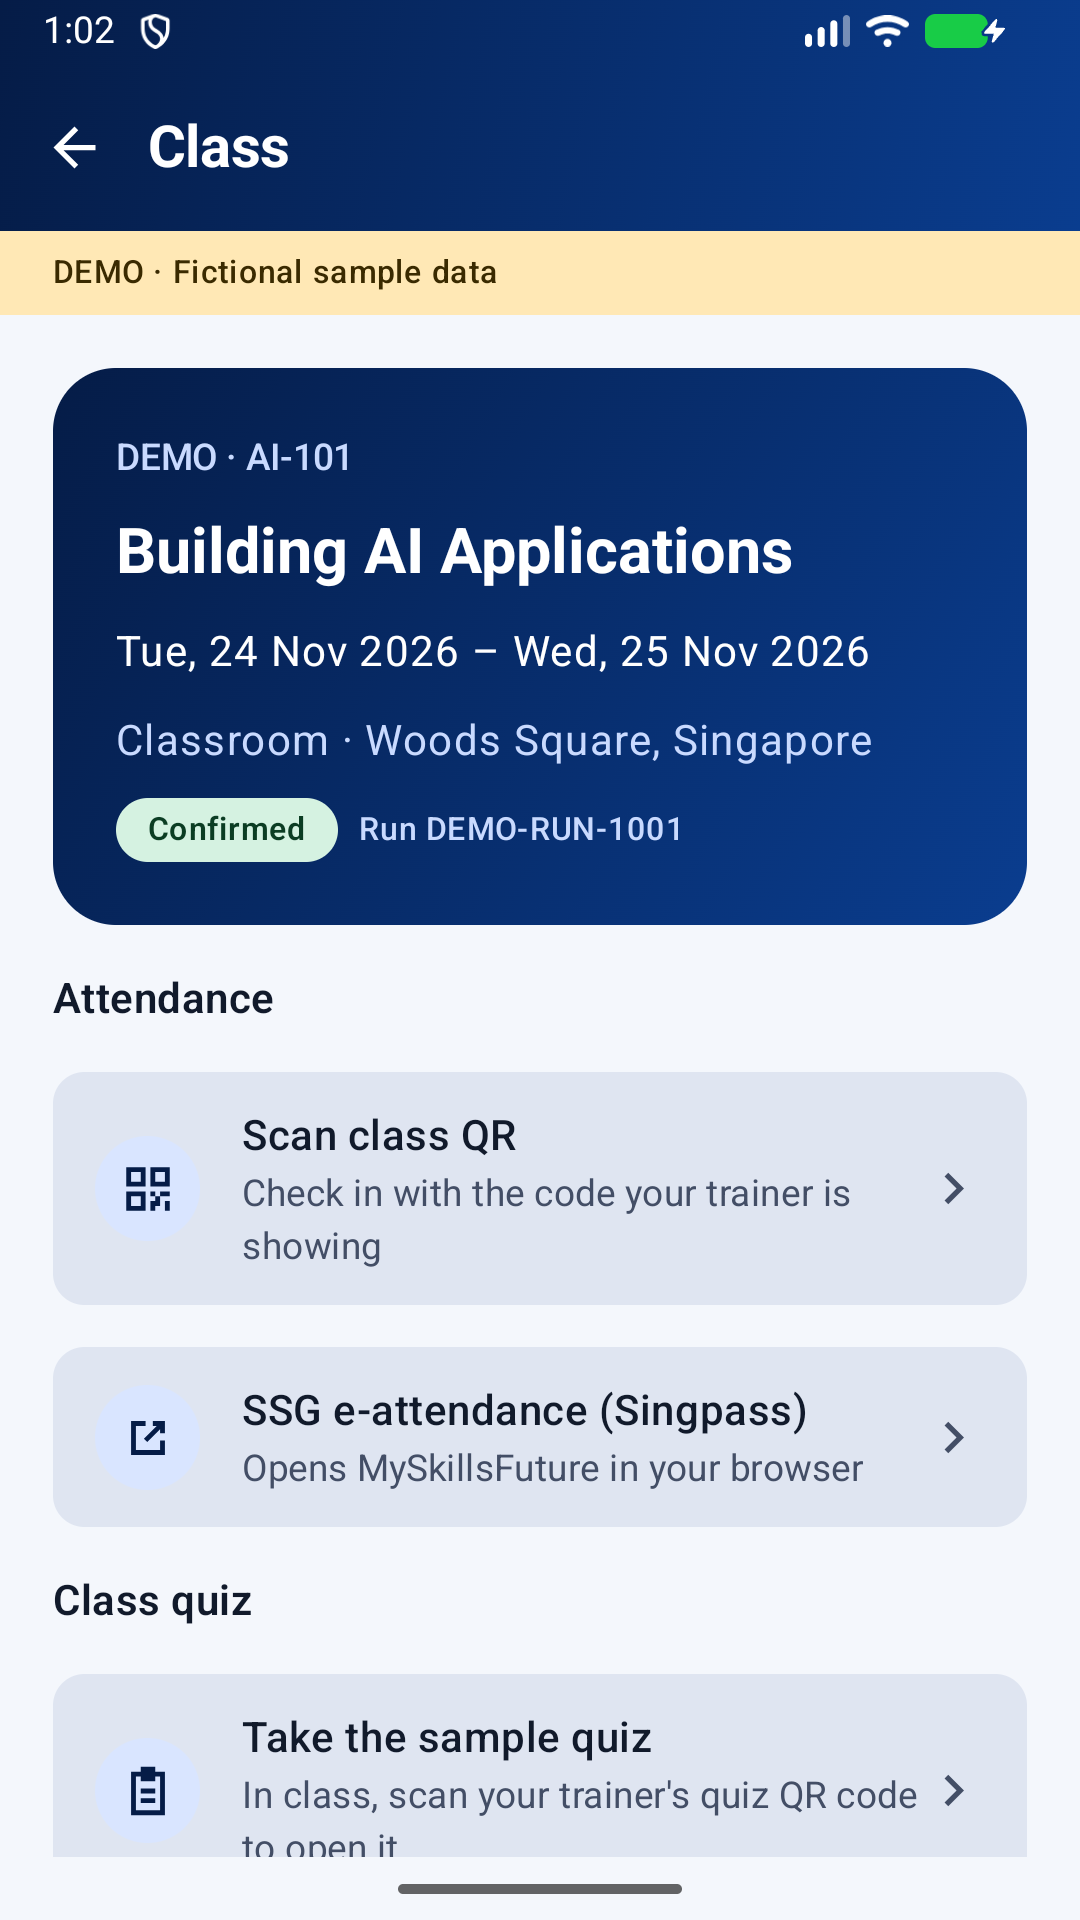 1:02
Class
DEMO · Fictional sample data
DEMO · AI-101
Building AI Applications
Tue, 24 Nov 2026 – Wed, 25 Nov 2026
Classroom · Woods Square, Singapore
Confirmed Run DEMO-RUN-1001
Attendance
Scan class QR
Check in with the code your trainer is
showing
SSG e-attendance (Singpass)
Opens MySkillsFuture in your browser
Class quiz
Take the sample quiz
In class, scan your trainer's quiz QR code
to open it